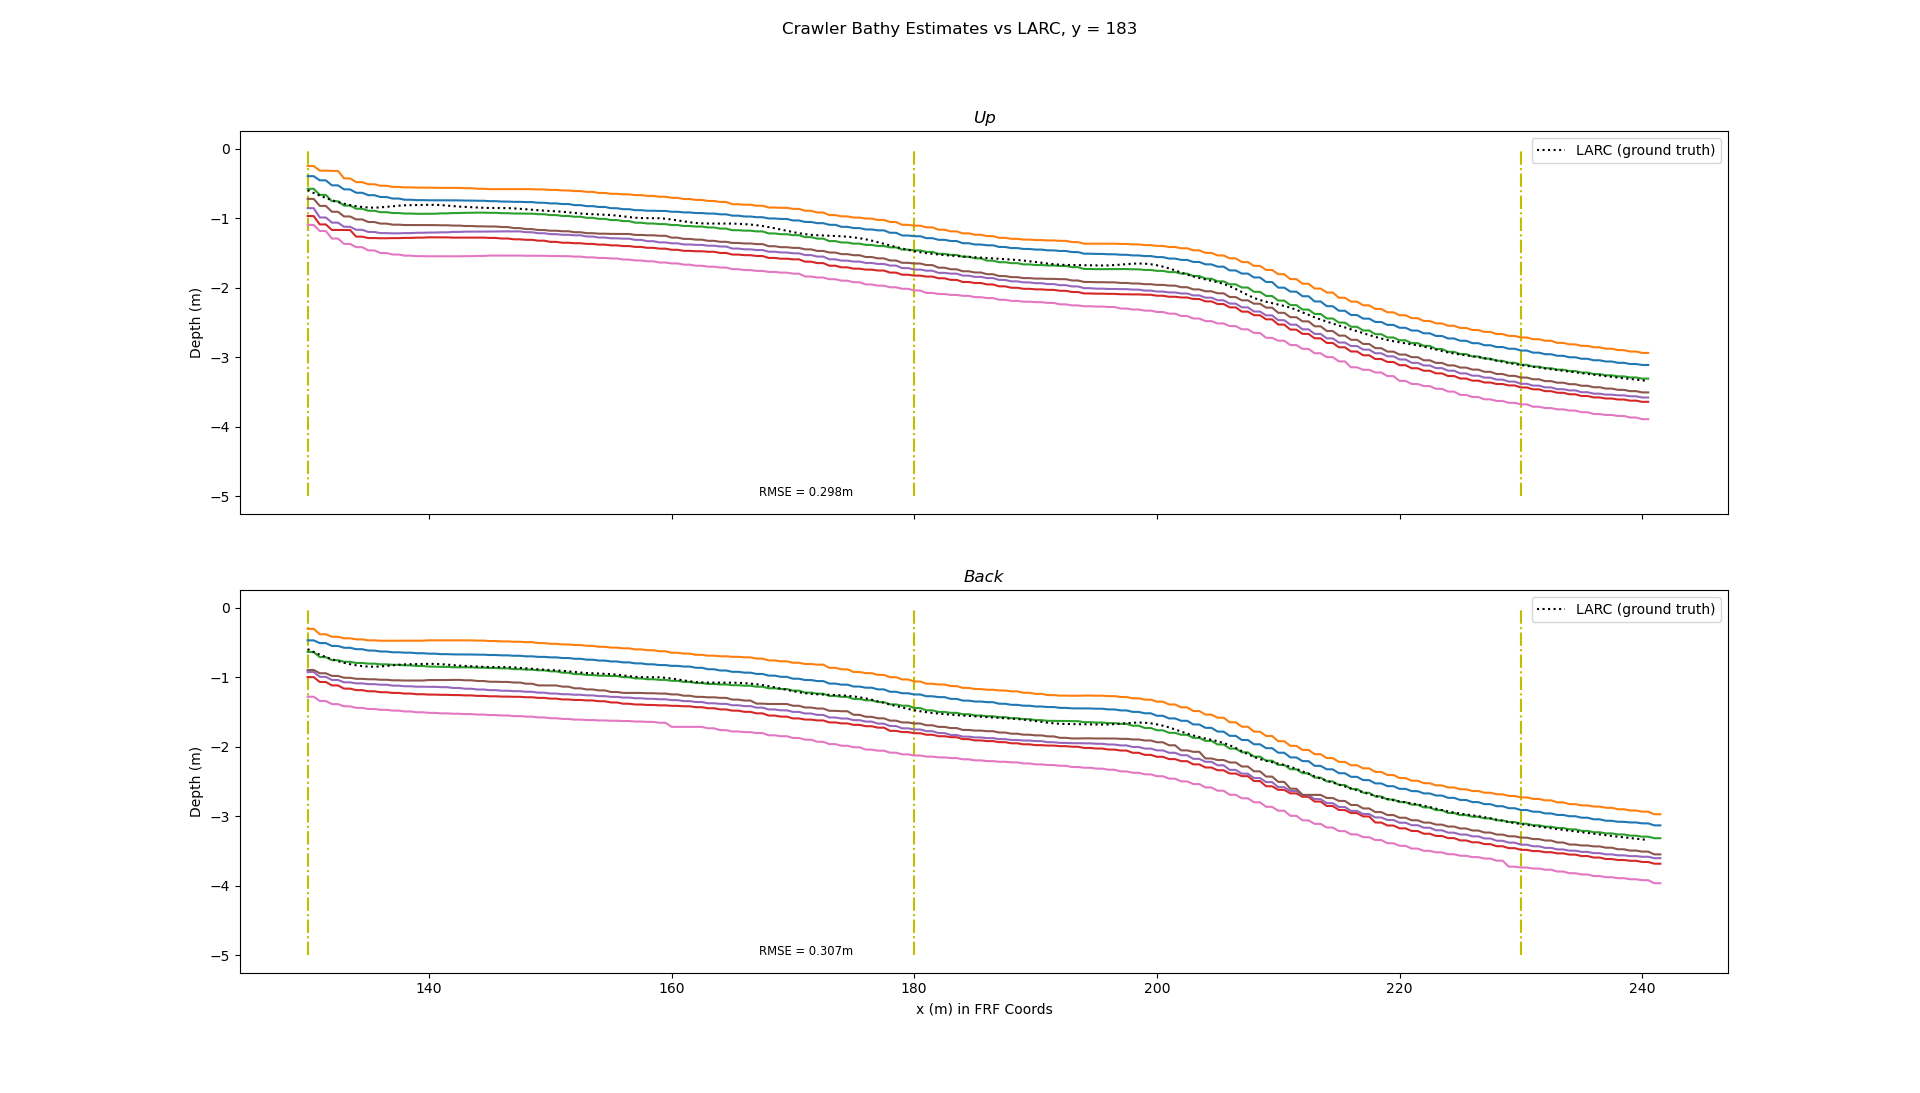 Crawler Bathy Estimates vs LARC, y = 183
Up
LARC (ground truth)
0
−1
−2
−3
−4
−5
Depth (m)
RMSE = 0.298m
Back
LARC (ground truth)
0
−1
−2
−3
−4
−5
Depth (m)
RMSE = 0.307m
140 160 180 200 220 240
x (m) in FRF Coords